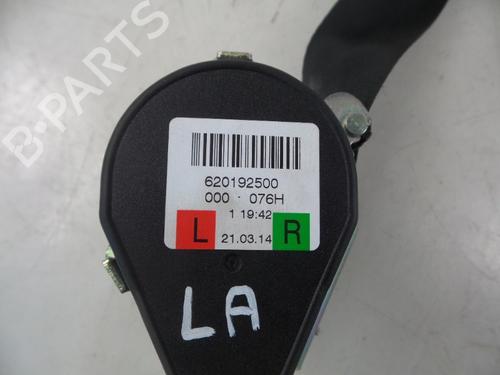 B-PARTS
620192500
000 · 076H
1 19:42
L 21.03.14 R
LA